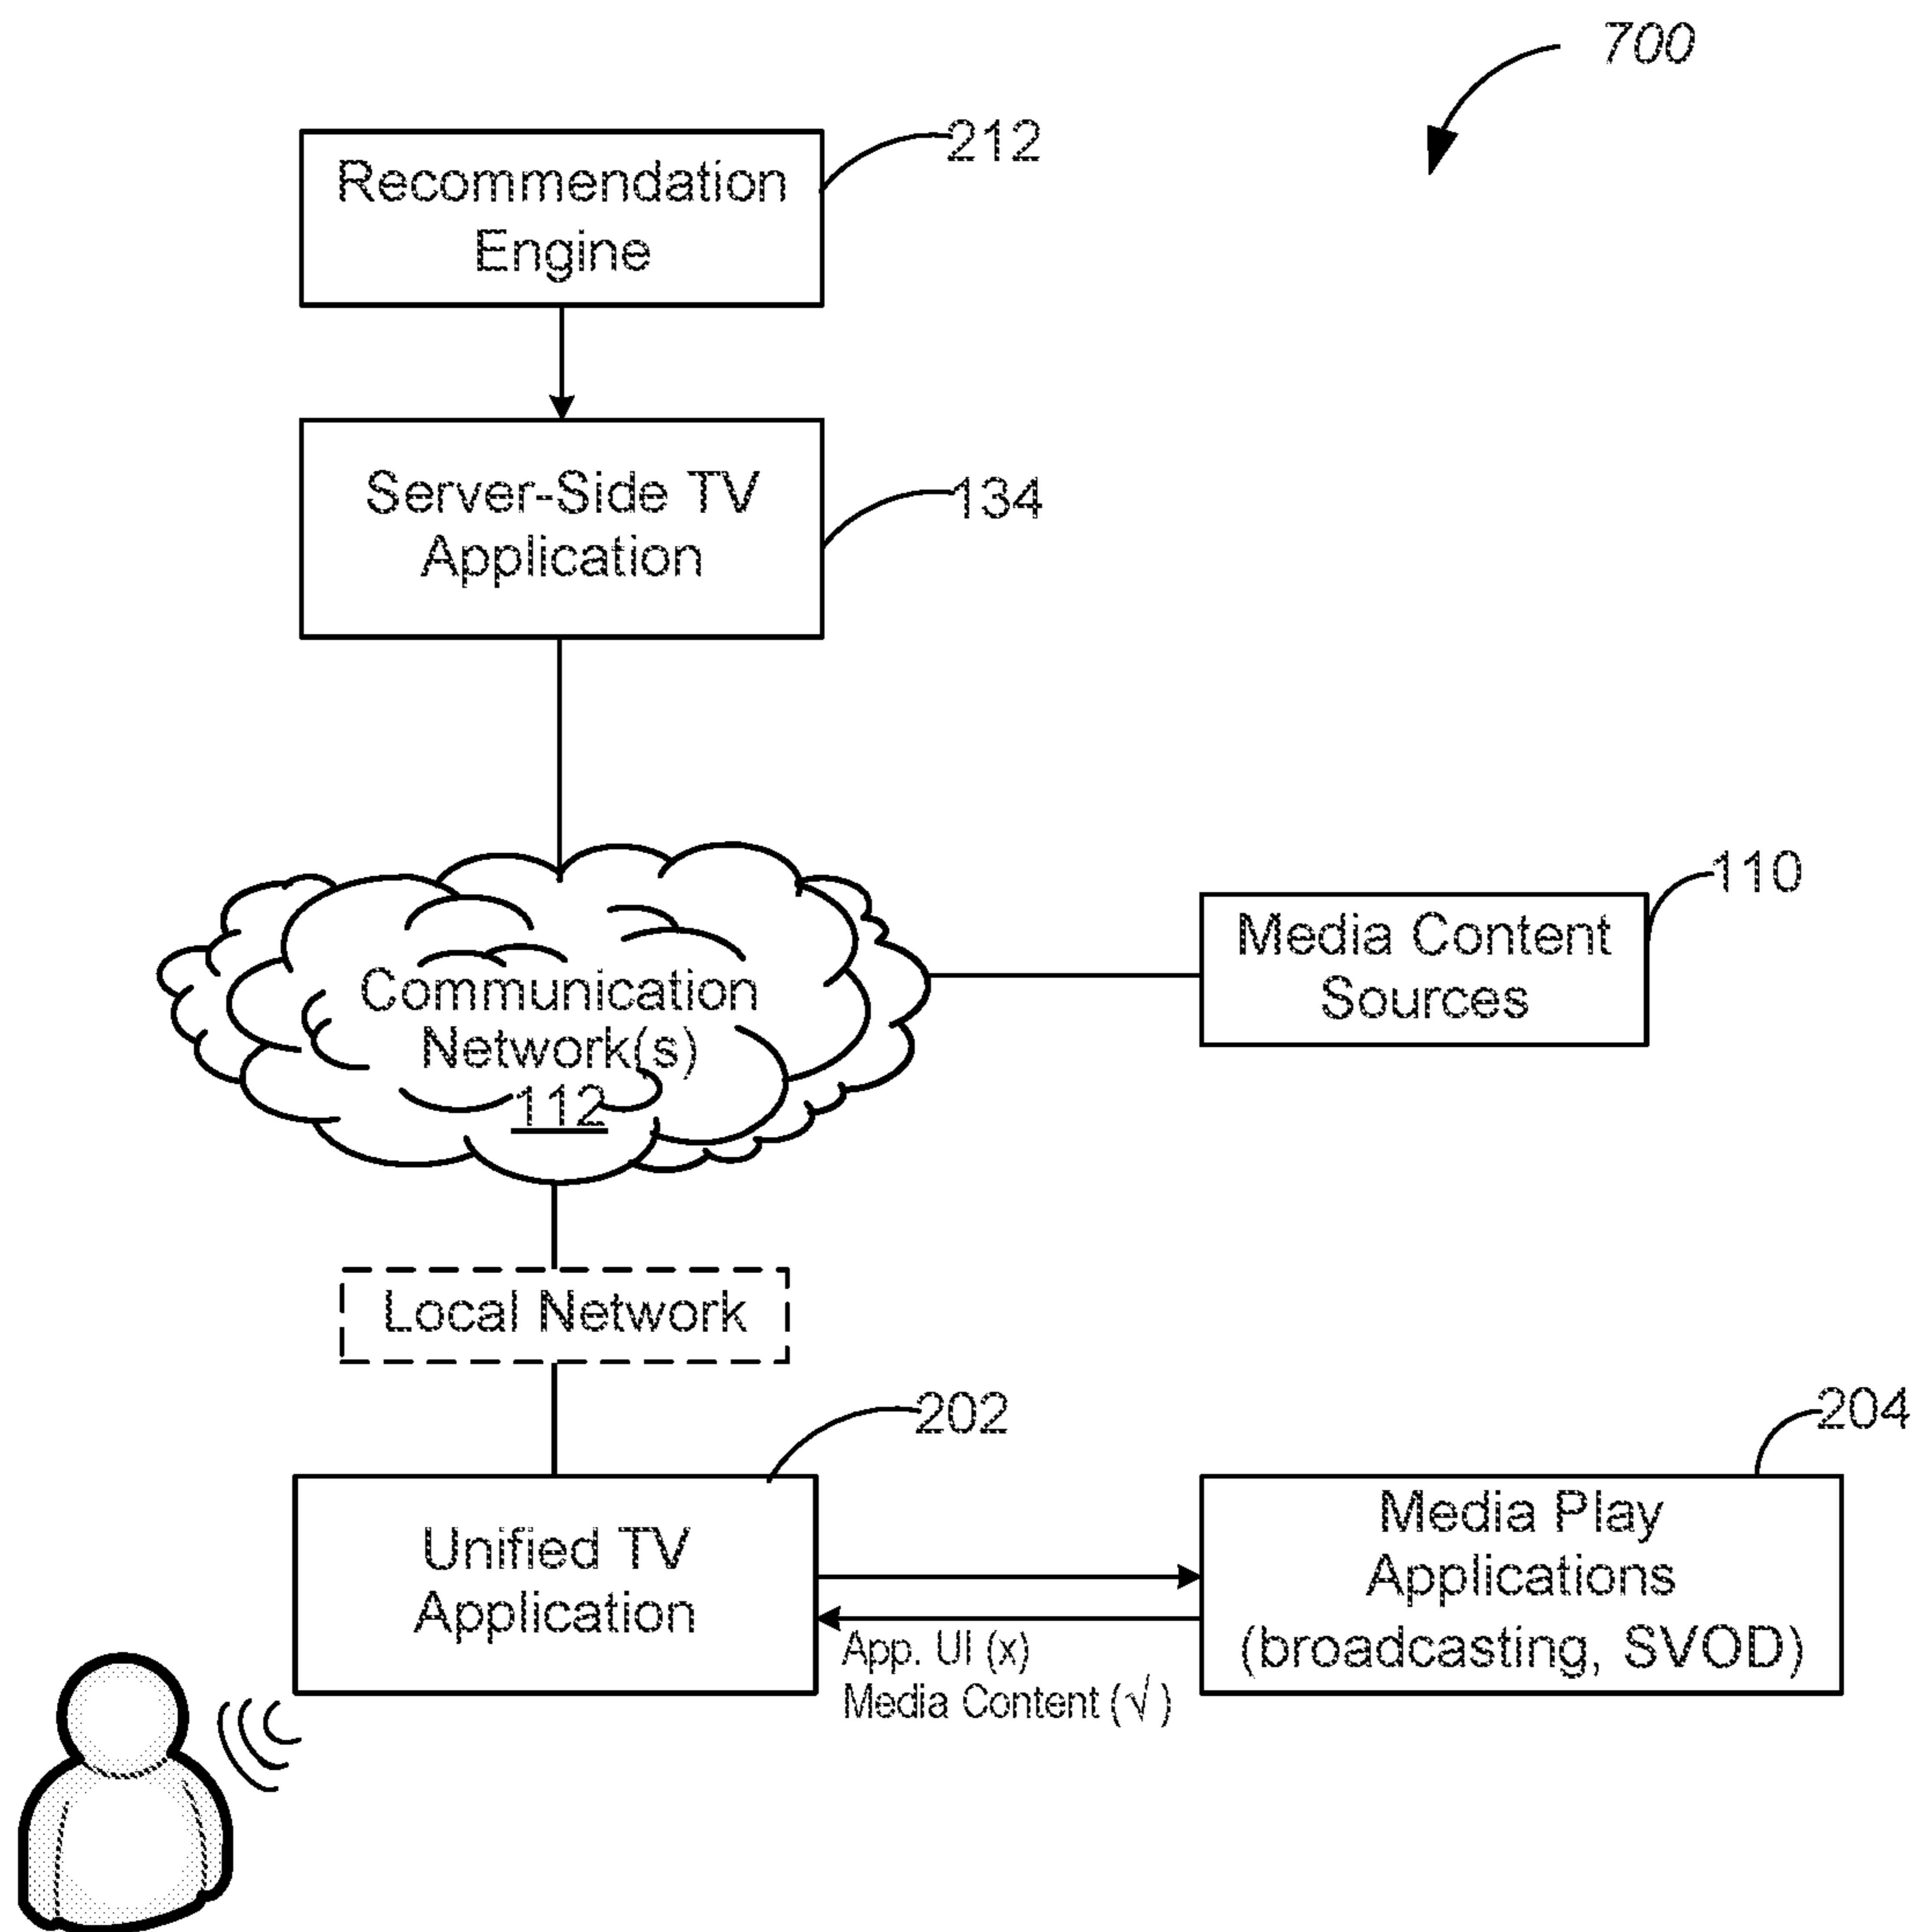 700
212
Recommendation
Engine
Server-Side TV
Application
134
110
Media Content
Sources
Communication
Network(s)
112
Local Network
202
204
Unified TV
Application
Media Play
Applications
(broadcasting, SVOD)
App. UI (x)
Media Content (√)